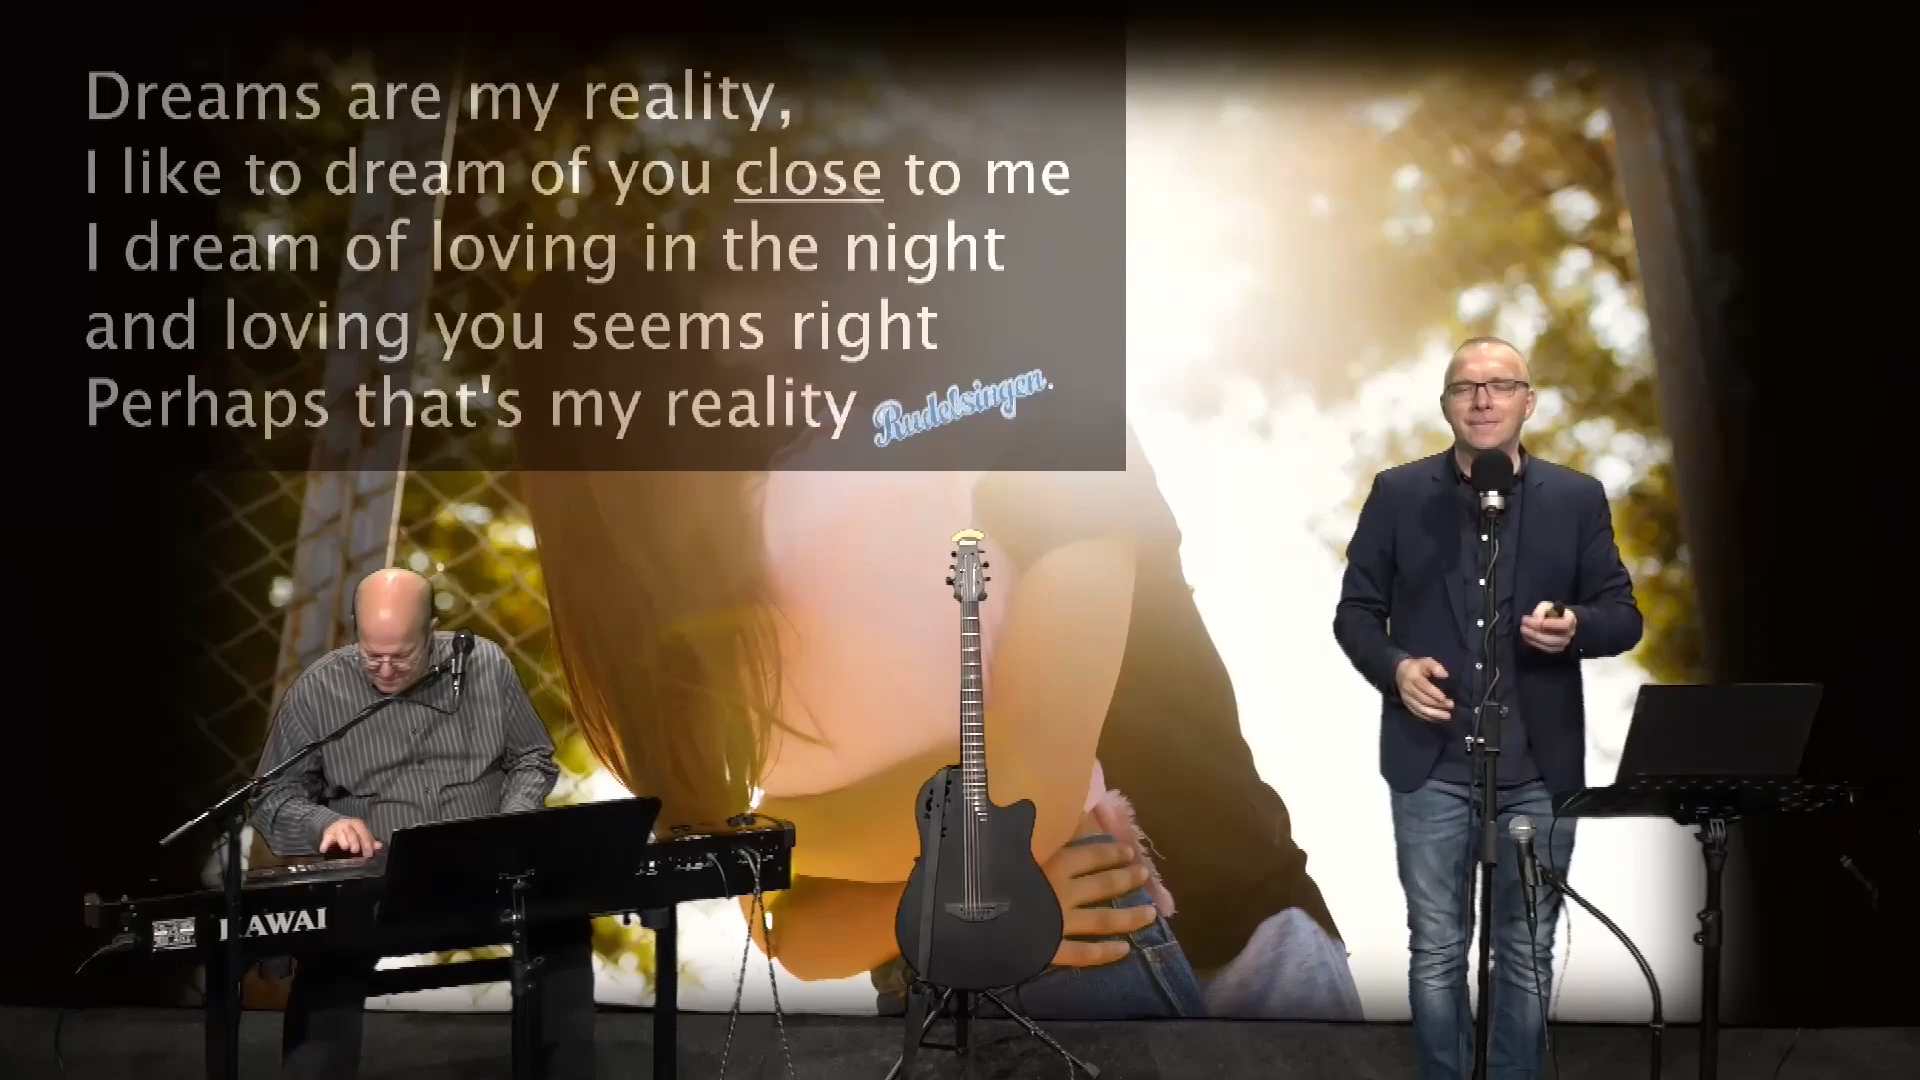 Dreams are my reality,
I like to dream of you close to me
I dream of loving in the night
and loving you seems right
Perhaps that's my reality
Rudelsingen.
KAWAI